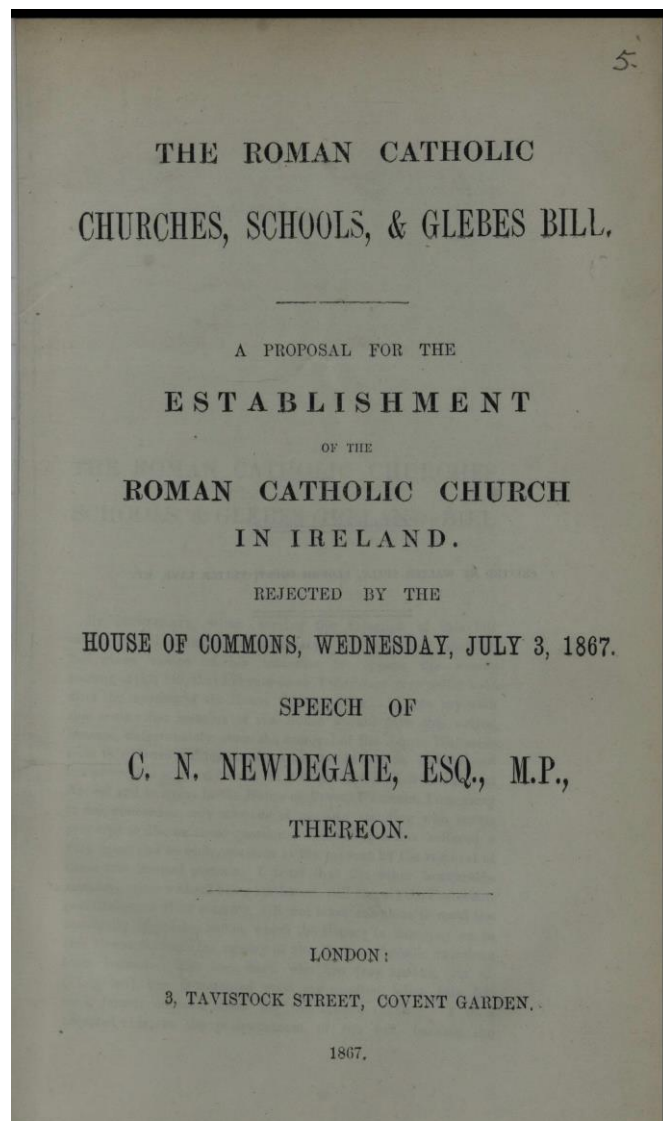 5.
THE ROMAN CATHOLIC
CHURCHES, SCHOOLS, & GLEBES BILL.
A PROPOSAL FOR THE
ESTABLISHMENT
OF THE
ROMAN CATHOLIC CHURCH
IN IRELAND.
REJECTED BY THE
HOUSE OF COMMONS, WEDNESDAY, JULY 3, 1867.
SPEECH OF
C. N. NEWDEGATE, ESQ., M.P.,
THEREON.
LONDON:
3, TAVISTOCK STREET, COVENT GARDEN.
1867.